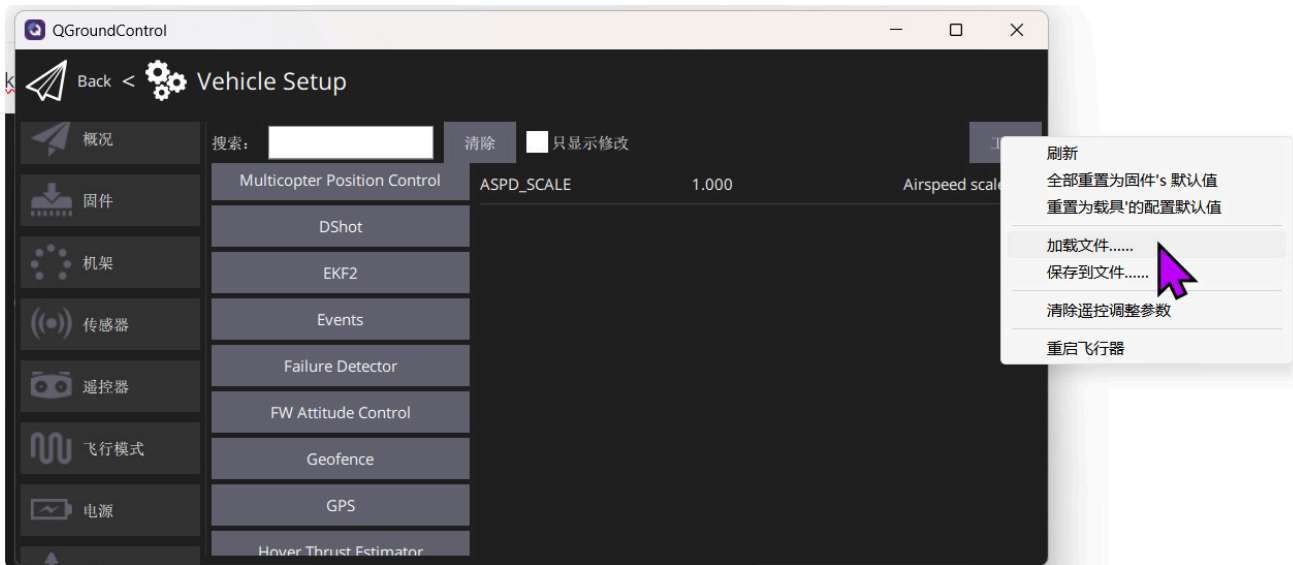 QGroundControl
k
Back < Vehicle Setup
概况
固件
机架
传感器
遥控器
飞行模式
电源
搜索：
清除
只显示修改
Multicopter Position Control
DShot
EKF2
Events
Failure Detector
FW Attitude Control
Geofence
GPS
Hover Thrust Estimator
ASPD_SCALE 1.000 Airspeed scale
刷新
全部重置为固件's 默认值
重置为载具'的配置默认值
加载文件......
保存到文件......
清除遥控调整参数
重启飞行器